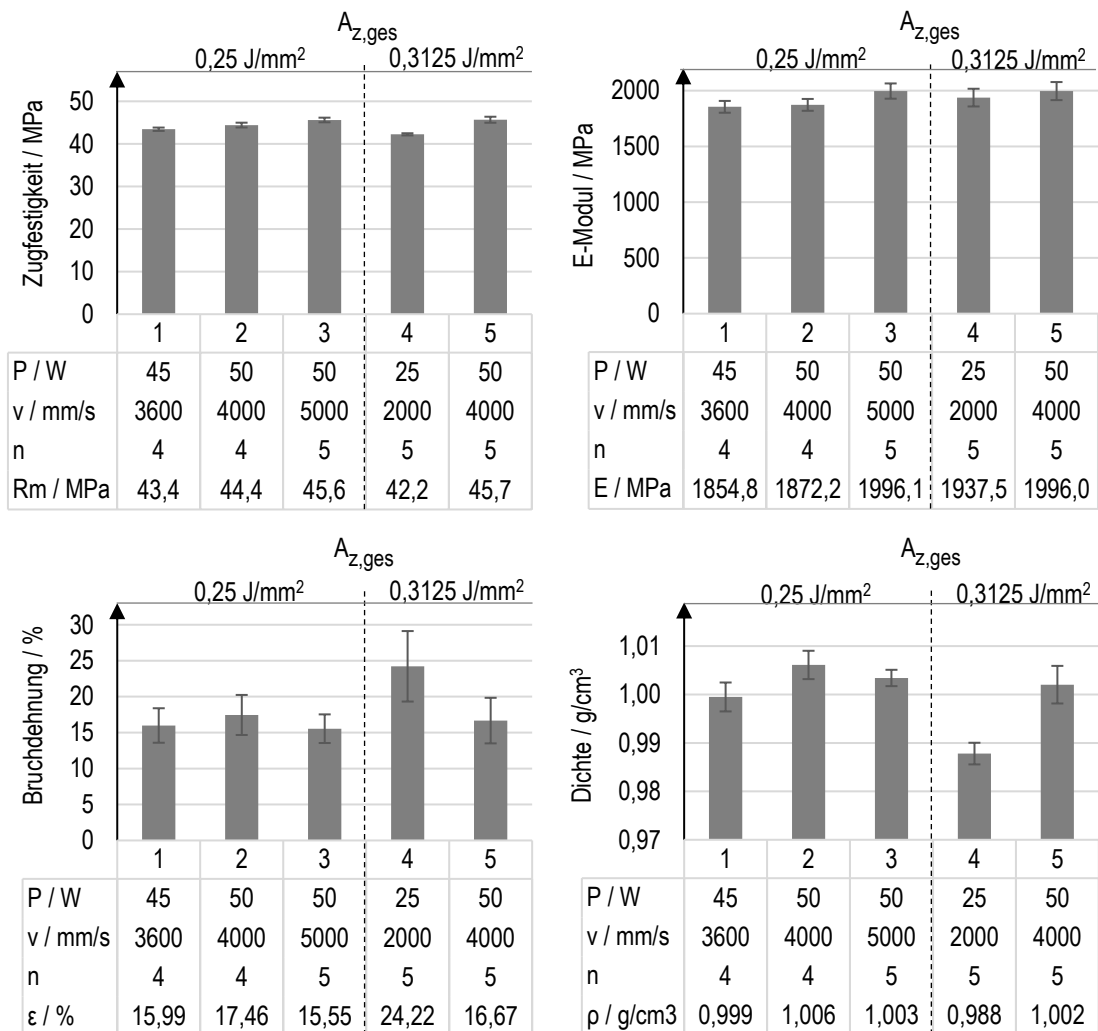 A_z,ges
0,25 J/mm² 0,3125 J/mm²
Zugfestigkeit / MPa
50
40
30
20
10
0
1 2 3 4 5
P / W 45 50 50 25 50
v / mm/s 3600 4000 5000 2000 4000
n 4 4 5 5 5
Rm / MPa 43,4 44,4 45,6 42,2 45,7
A_z,ges
0,25 J/mm² 0,3125 J/mm²
E-Modul / MPa
2000
1500
1000
500
0
1 2 3 4 5
P / W 45 50 50 25 50
v / mm/s 3600 4000 5000 2000 4000
n 4 4 5 5 5
E / MPa 1854,8 1872,2 1996,1 1937,5 1996,0
A_z,ges
0,25 J/mm² 0,3125 J/mm²
Bruchdehnung / %
30
25
20
15
10
5
0
1 2 3 4 5
P / W 45 50 50 25 50
v / mm/s 3600 4000 5000 2000 4000
n 4 4 5 5 5
ε / % 15,99 17,46 15,55 24,22 16,67
A_z,ges
0,25 J/mm² 0,3125 J/mm²
Dichte / g/cm³
1,01
1,00
0,99
0,98
0,97
1 2 3 4 5
P / W 45 50 50 25 50
v / mm/s 3600 4000 5000 2000 4000
n 4 4 5 5 5
ρ / g/cm3 0,999 1,006 1,003 0,988 1,002